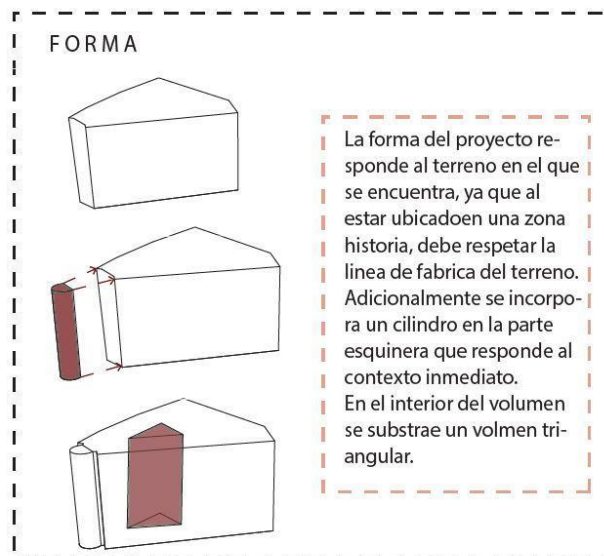 FORMA
La forma del proyecto re-
sponde al terreno en el que
se encuentra, ya que al
estar ubicadoen una zona
historia, debe respetar la
linea de fabrica del terreno.
Adicionalmente se incorpo-
ra un cilindro en la parte
esquinera que responde al
contexto inmediato.
En el interior del volumen
se substrae un volmen tri-
angular.